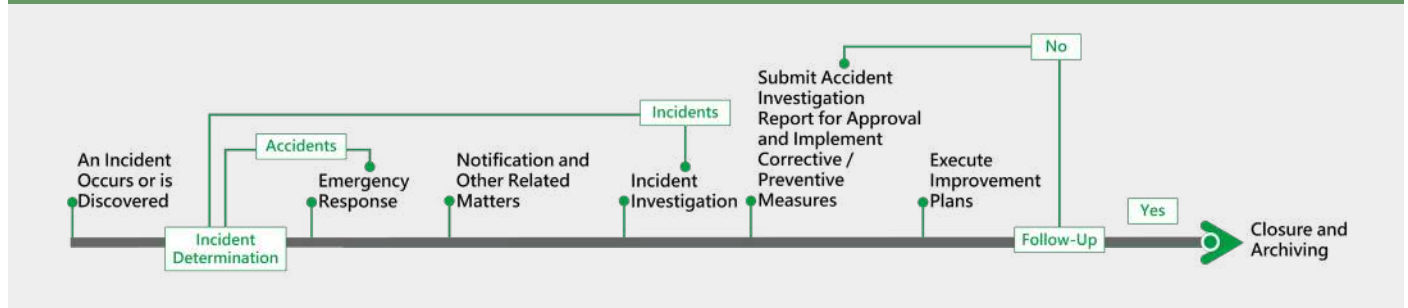 An Incident
Occurs or is
Discovered
Incident
Determination
Accidents
Emergency
Response
Notification and
Other Related
Matters
Incidents
Incident
Investigation
Submit Accident
Investigation
Report for Approval
and Implement
Corrective /
Preventive
Measures
Execute
Improvement
Plans
No
Follow-Up
Yes
Closure and
Archiving